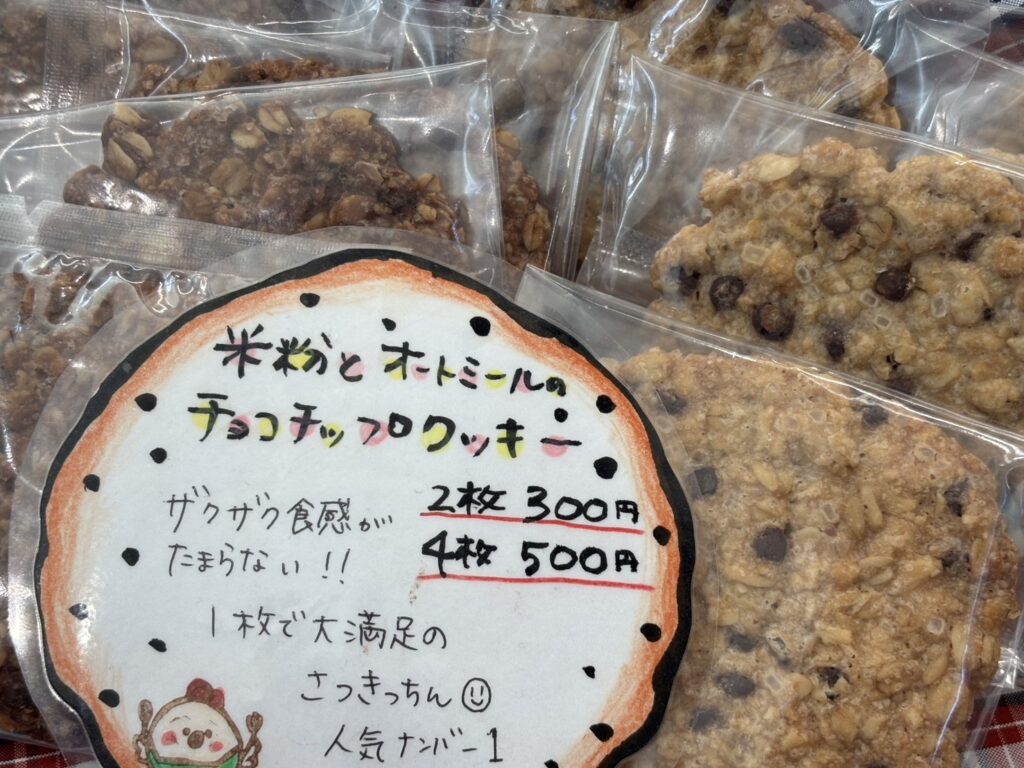 米粉とオートミールの
チョコチップクッキー
ザクザク食感が
たまらない!!
2枚 300円
4枚 500円
1枚で大満足の
さつきっちん☺
人気ナンバー1